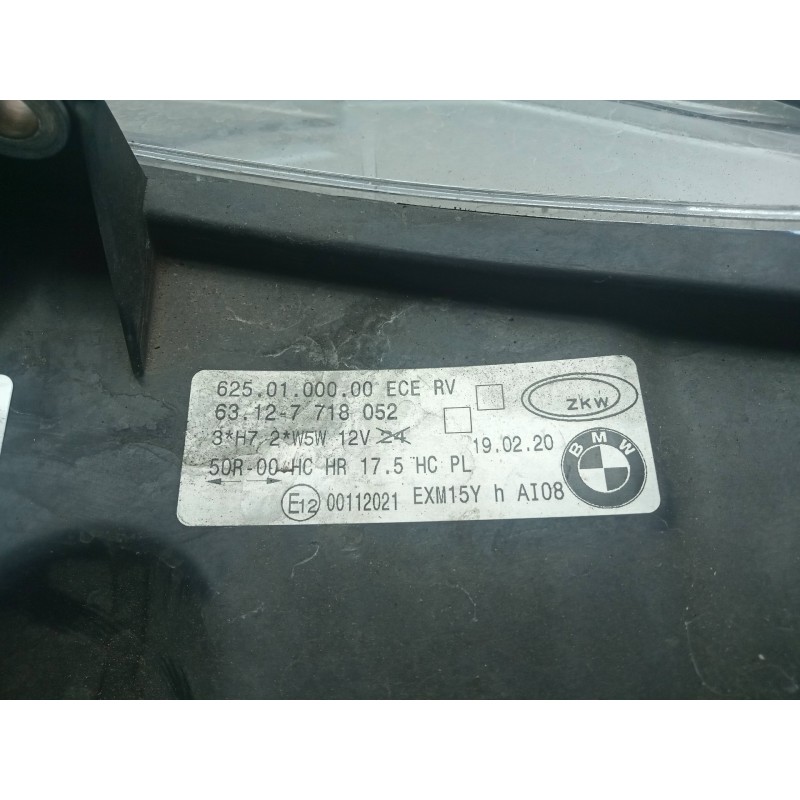 625.01.000.00 ECE RV
63.12-7 718 052
ZKW
3*H7 2*W5W 12V 24
19.02.20
BMW
50R-00-HC HR 17.5 HC PL
E12 00112021 EXM15Y h AI08